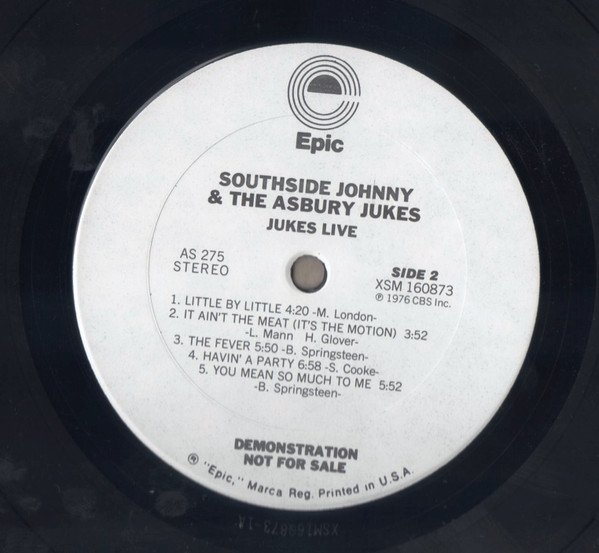 Epic
SOUTHSIDE JOHNNY
& THE ASBURY JUKES
JUKES LIVE
AS 275
STEREO
SIDE 2
XSM 160873
℗ 1976 CBS Inc.
1. LITTLE BY LITTLE 4:20 -M. London-
2. IT AIN'T THE MEAT (IT'S THE MOTION) 3:52
-L. Mann H. Glover-
3. THE FEVER 5:50 -B. Springsteen-
4. HAVIN' A PARTY 6:58 -S. Cooke-
5. YOU MEAN SO MUCH TO ME 5:52
-B. Springsteen-
DEMONSTRATION
NOT FOR SALE
® "Epic," Marca Reg. Printed in U.S.A.
XSM160873-1A